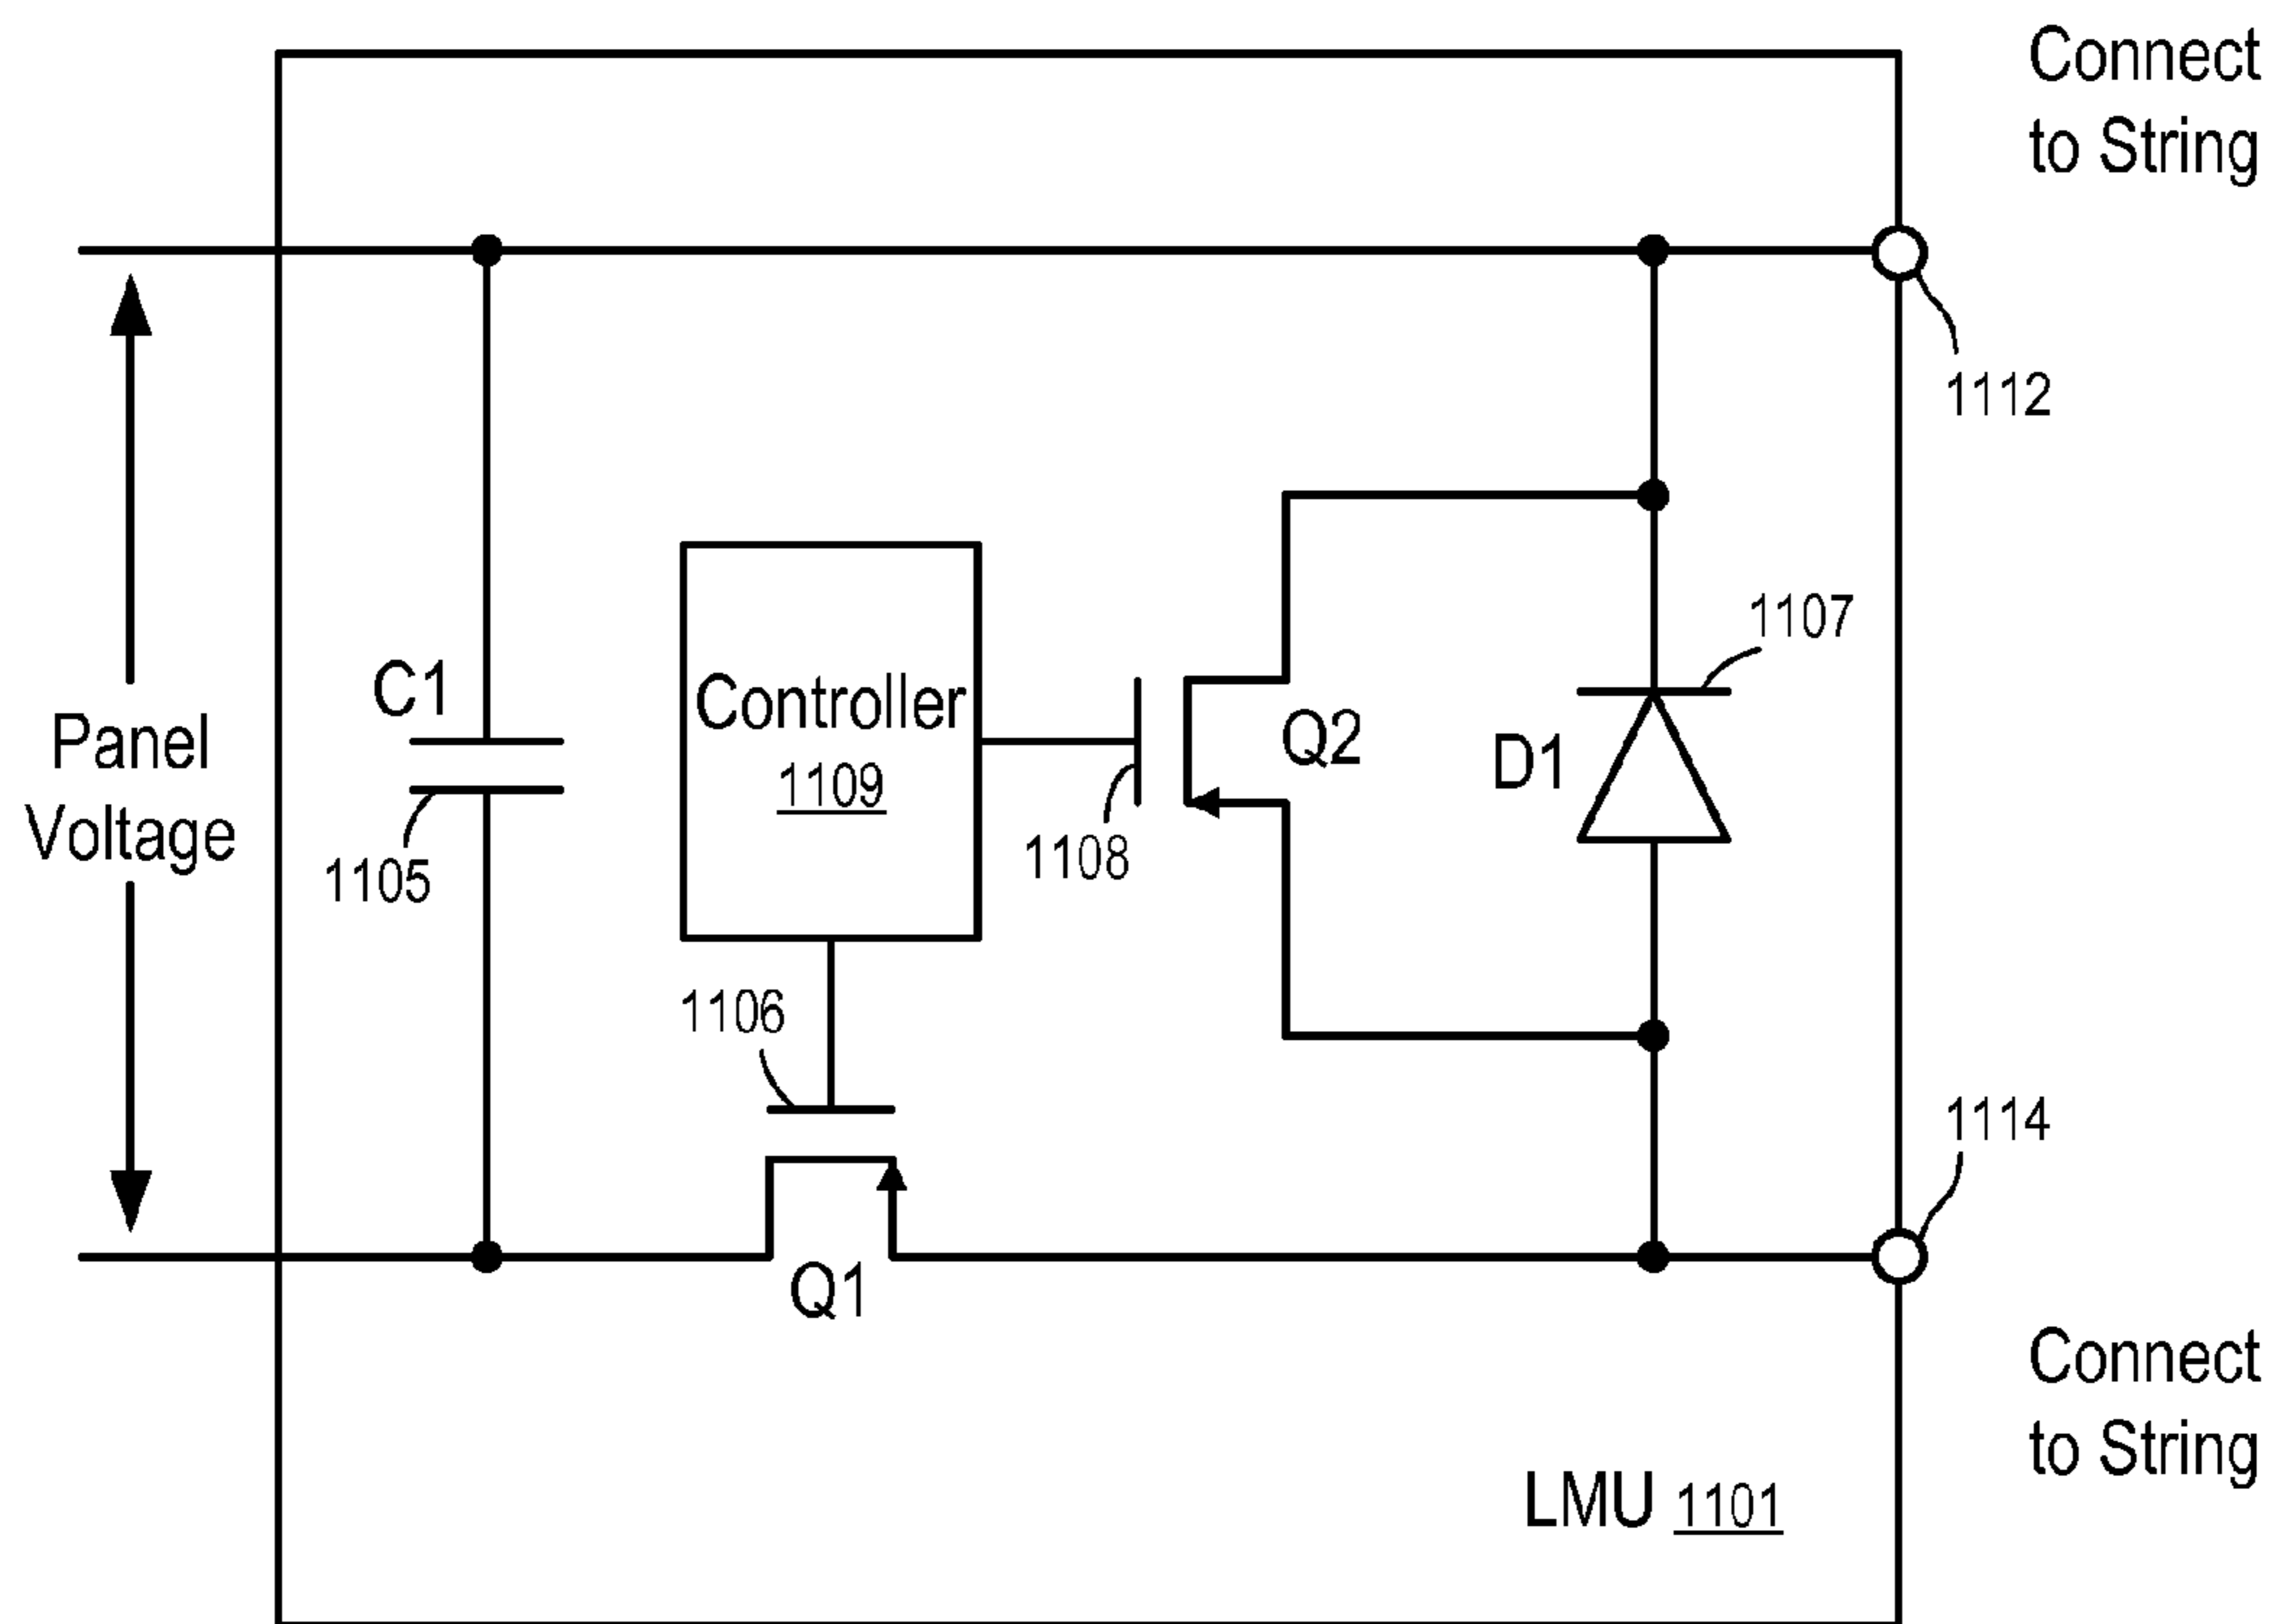 Connect
to String
1112
1107
C1
Controller
Q2
D1
Panel
1109
Voltage
1108
1105
1106
1114
Q1
Connect
to String
LMU 1101